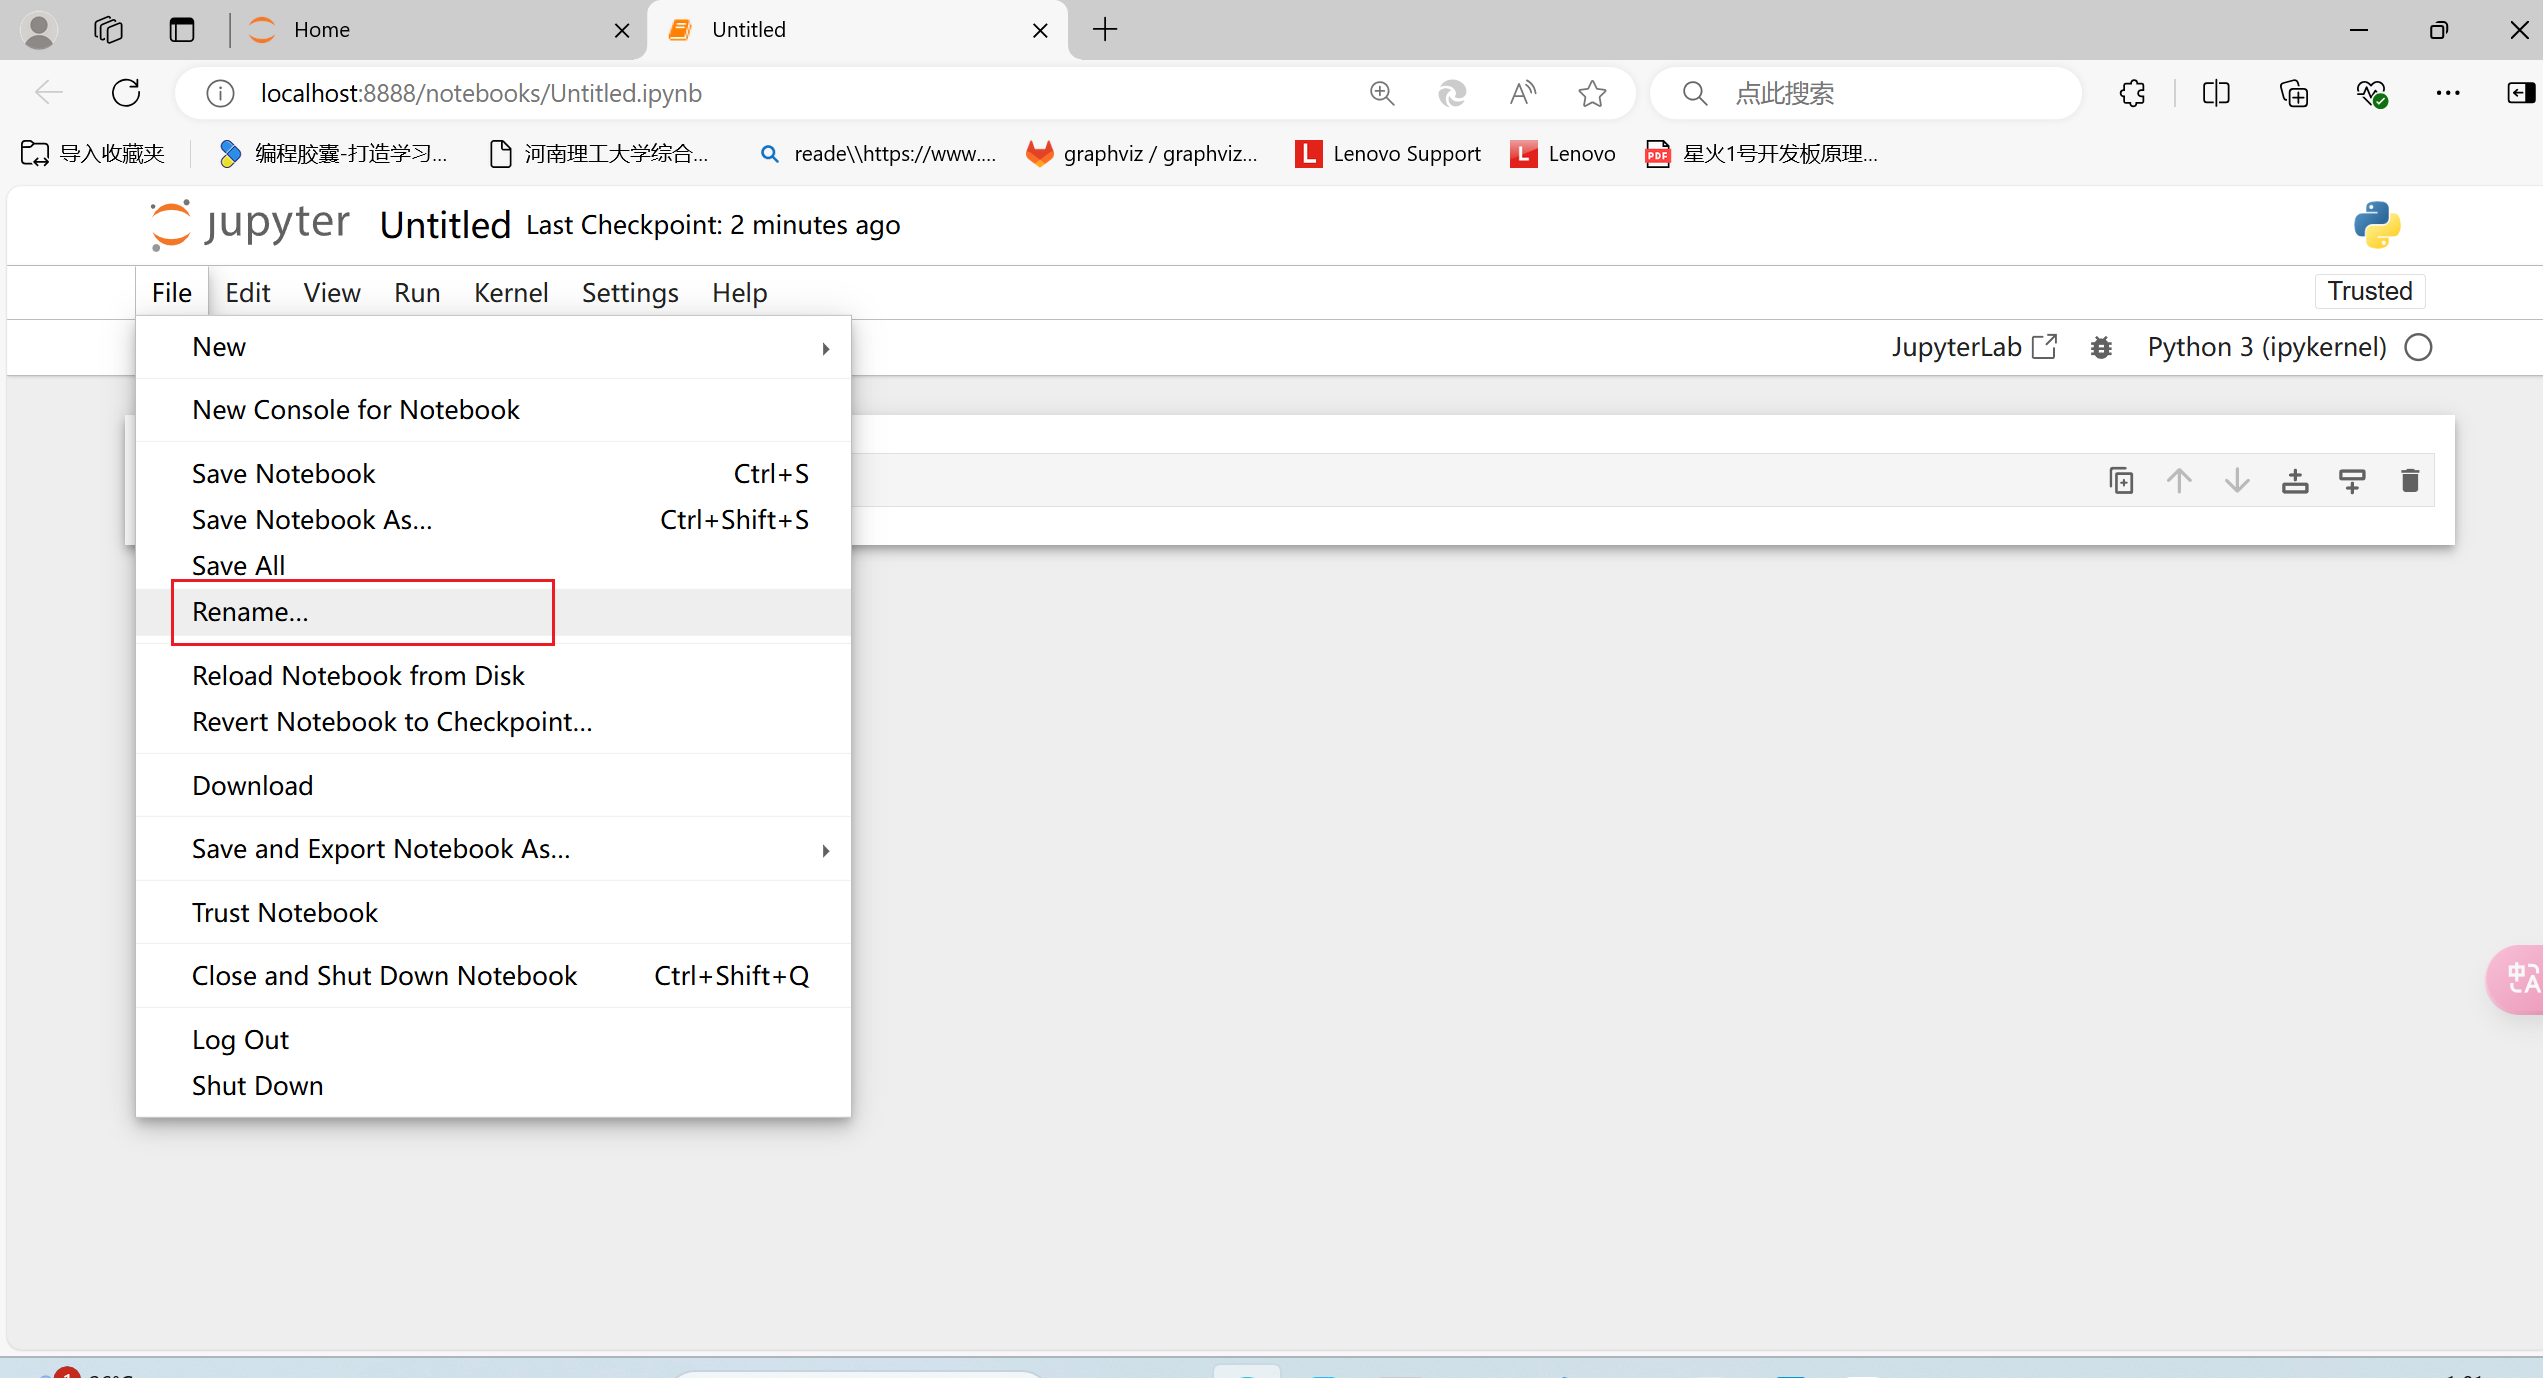 Home
Untitled
localhost:8888/notebooks/Untitled.ipynb
点此搜索
导入收藏夹
编程胶囊-打造学习...
河南理工大学综合...
reade\\https://www....
graphviz / graphviz...
L Lenovo Support
L Lenovo
PDF 星火1号开发板原理...
jupyter Untitled Last Checkpoint: 2 minutes ago
File Edit View Run Kernel Settings Help
Trusted
JupyterLab Python 3 (ipykernel)
New
New Console for Notebook
Save Notebook Ctrl+S
Save Notebook As... Ctrl+Shift+S
Save All
Rename...
Reload Notebook from Disk
Revert Notebook to Checkpoint...
Download
Save and Export Notebook As...
Trust Notebook
Close and Shut Down Notebook Ctrl+Shift+Q
Log Out
Shut Down